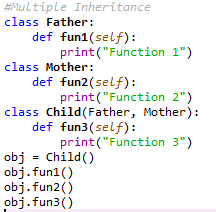 #Multiple Inheritance
class Father:
    def fun1(self):
        print("Function 1")
class Mother:
    def fun2(self):
        print("Function 2")
class Child(Father, Mother):
    def fun3(self):
        print("Function 3")
obj = Child()
obj.fun1()
obj.fun2()
obj.fun3()